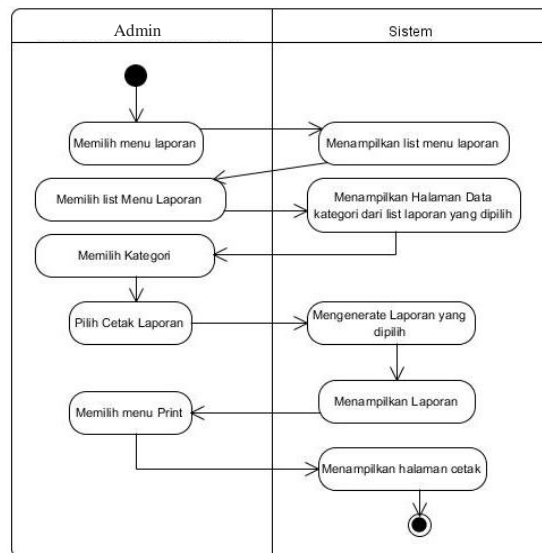 Admin
Sistem
Memilih menu laporan
Menampilkan list menu laporan
Memilih list Menu Laporan
Menampilkan Halaman Data
kategori dari list laporan yang dipilih
Memilih Kategori
Pilih Cetak Laporan
Mengenerate Laporan yang
dipilih
Menampilkan Laporan
Memilih menu Print
Menampilkan halaman cetak